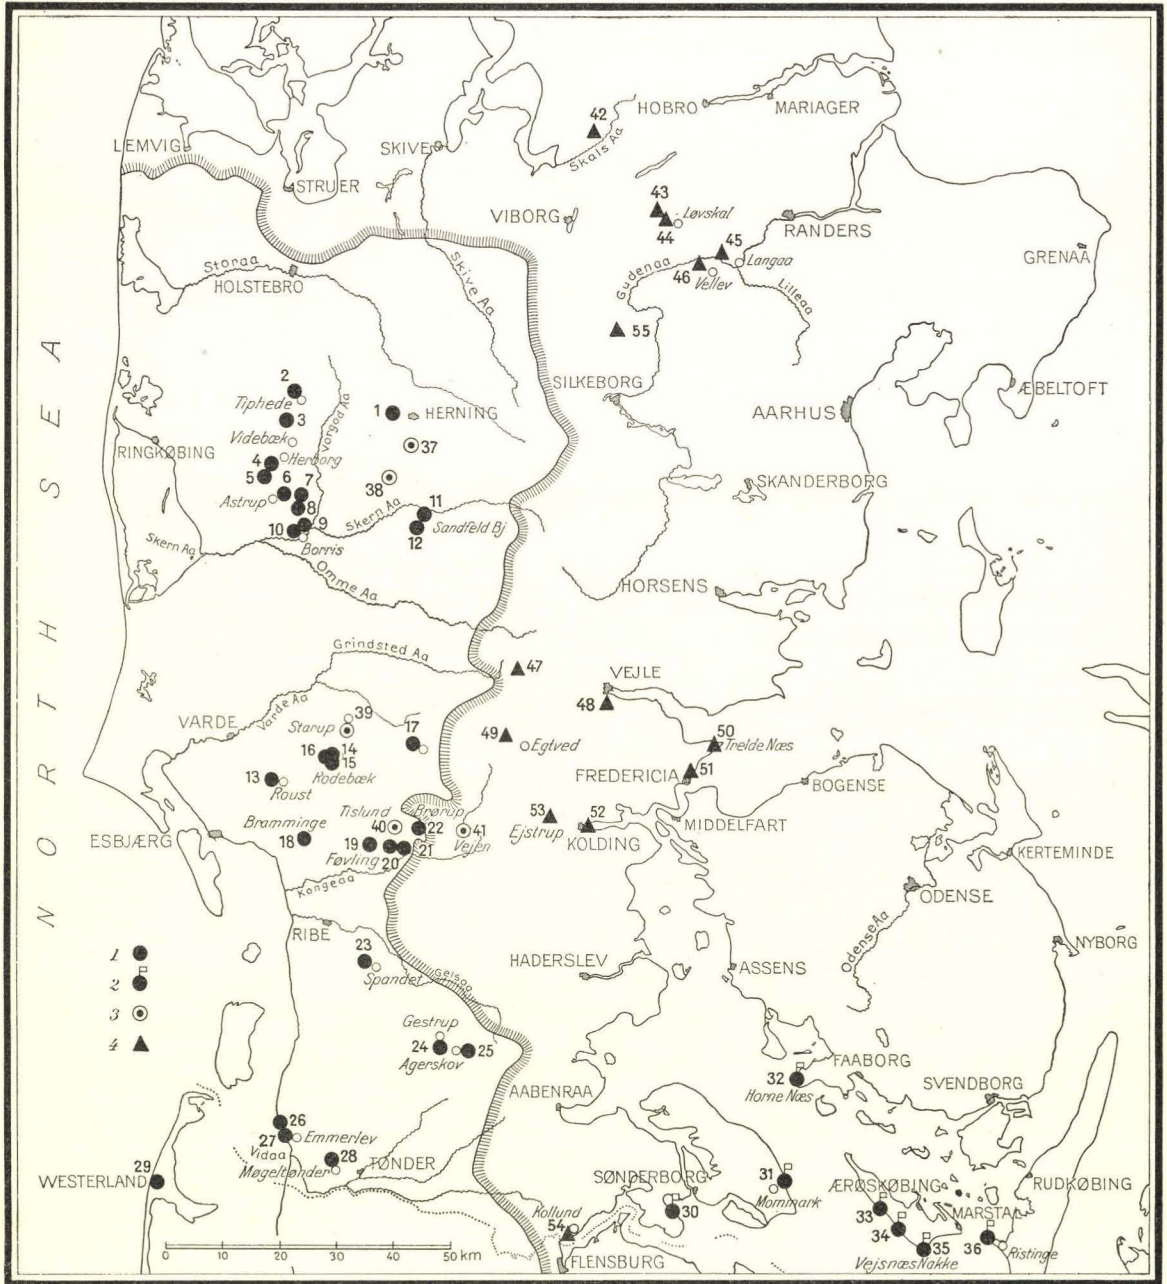 HOBRO
MARIAGER
42
Skals Aa
LEMVIG
SKIVE
STRUER
43
Løvskal
VIBORG
44
RANDERS
45
GRENAA
Storaa
HOLSTEBRO
Skive Aa
Gudenaa
46
Langaa
Vellev
Lilleaa
55
SILKEBORG
ÆBELTOFT
2
Tiphede
3
Vorgod Aa
1
HERNING
AARHUS
RINGKØBING
Videbæk
37
4
Herborg
5
6
7
38
SKANDERBORG
Astrup
8
11
Skern Aa
10
9
12
Sandfeld Bj
Skern Aa
Borris
Omme Aa
HORSENS
NORTH SEA
Grindsted Aa
47
VEJLE
48
Varde Aa
VARDE
39
Starup
17
49
Egtved
50
Trelde Næs
16
14
15
Rodebæk
51
FREDERICIA
BOGENSE
13
Roust
Tislund
Brørup
53
52
MIDDELFART
Bramminge
40
22
41
Ejstrup
KOLDING
ESBJÆRG
18
19
Vejen
KERTEMINDE
Føvling
20
21
Kongeaa
ODENSE
RIBE
Odense Aa
NYBORG
23
Spandet
Gelsaa
HADERSLEV
ASSENS
1
2
3
4
Gestrup
24
25
Agerskov
FAABORG
32
Horne Næs
SVENDBORG
AABENRAA
26
27
Emmerlev
Vidaa
28
Møgeltønder
TØNDER
29
WESTERLAND
SØNDERBORG
31
Mommark
ÆRØSKØBING
RUDKØBING
30
33
MARSTAL
34
36
Kollund
54
35
Ristinge
FLENSBURG
Vejsnæs Nakke
0 10 20 30 40 50 km